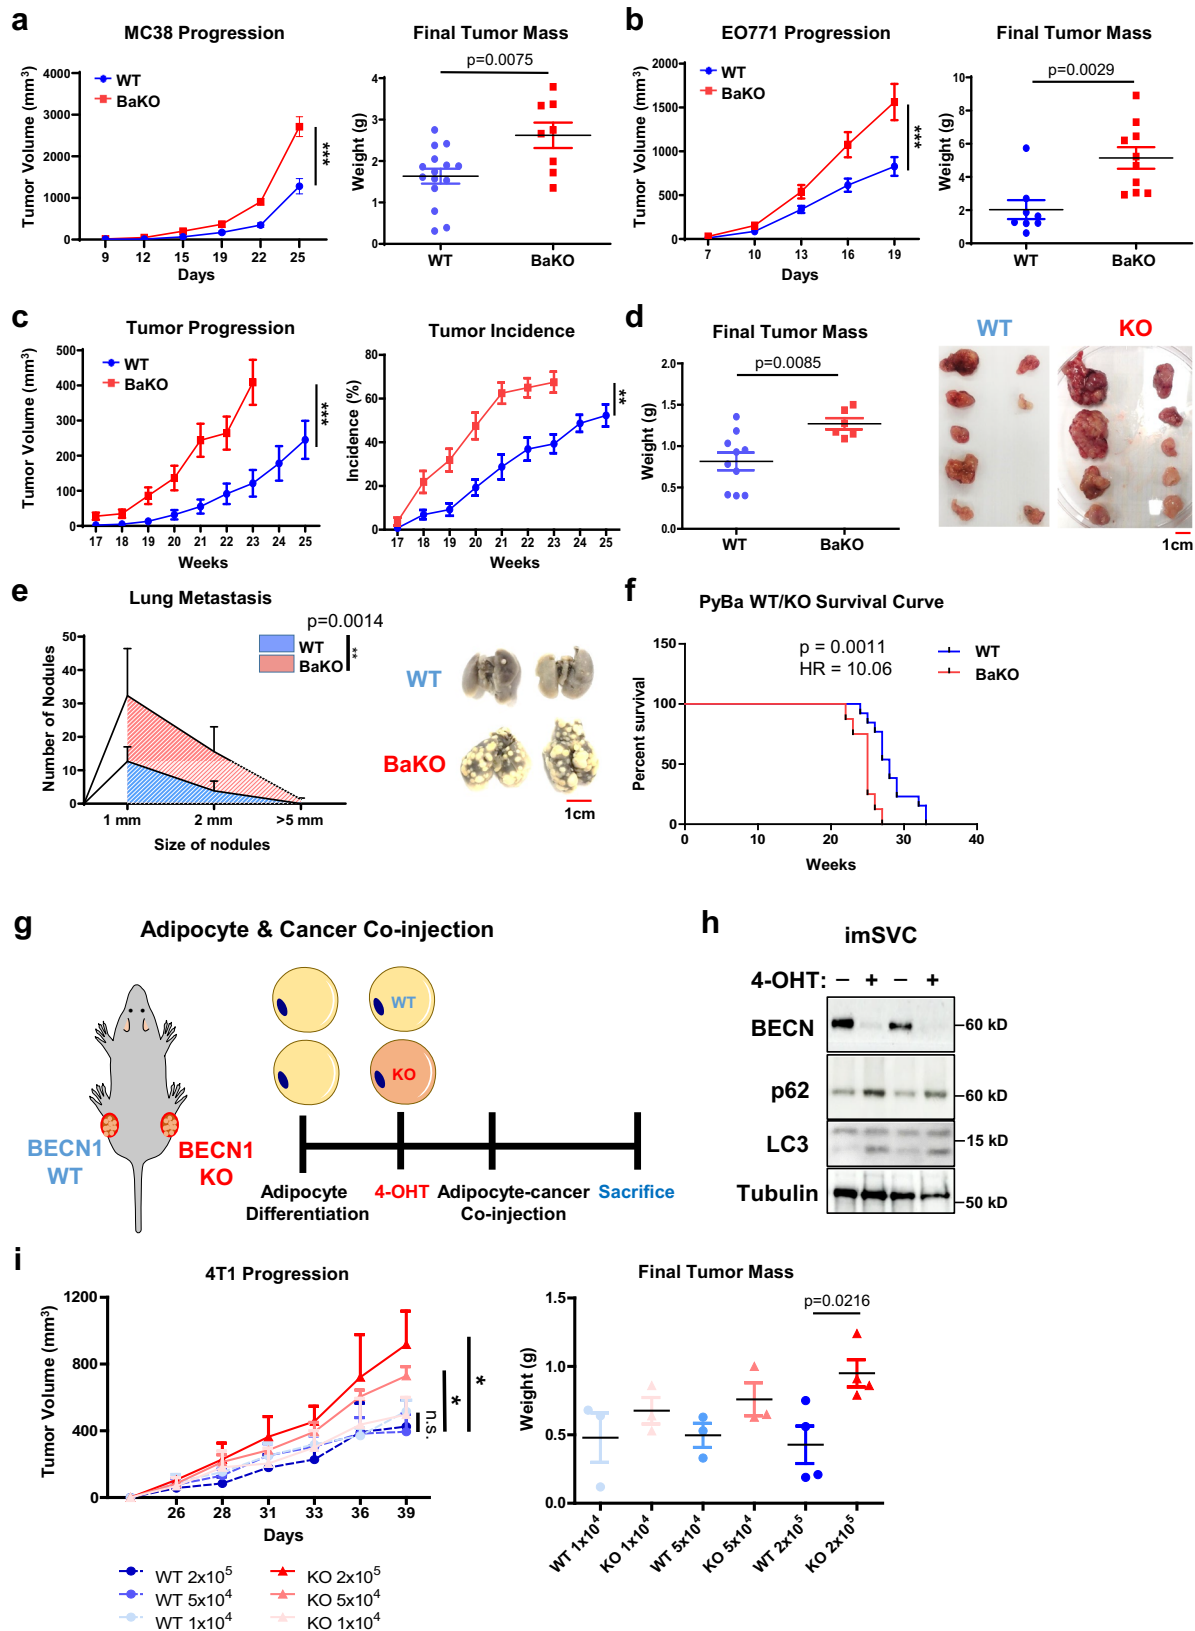 a
MC38 Progression
Tumor Volume (mm³)
4000
3000
2000
1000
0
WT
BaKO
***
9 12 15 19 22 25
Days
Final Tumor Mass
p=0.0075
Weight (g)
4
3
2
1
0
WT BaKO
b
EO771 Progression
Tumor Volume (mm³)
2000
1500
1000
500
0
WT
BaKO
***
7 10 13 16 19
Days
Final Tumor Mass
p=0.0029
Weight (g)
10
8
6
4
2
0
WT BaKO
c
Tumor Progression
Tumor Volume (mm³)
500
400
300
200
100
0
WT
BaKO
***
17 18 19 20 21 22 23 24 25
Weeks
Tumor Incidence
Incidence (%)
80
60
40
20
0
**
17 18 19 20 21 22 23 24 25
Weeks
d
Final Tumor Mass
p=0.0085
Weight (g)
2.0
1.5
1.0
0.5
0.0
WT BaKO
WT KO
1cm
e
Lung Metastasis
p=0.0014
WT
BaKO
**
Number of Nodules
50
40
30
20
10
0
1 mm 2 mm >5 mm
Size of nodules
WT
BaKO
1cm
f
PyBa WT/KO Survival Curve
p = 0.0011
HR = 10.06
WT
BaKO
Percent survival
150
100
50
0
0 10 20 30 40
Weeks
g
Adipocyte & Cancer Co-injection
WT
KO
BECN1
WT
BECN1
KO
Adipocyte
Differentiation
4-OHT
Adipocyte-cancer
Co-injection
Sacrifice
h
imSVC
4-OHT: – + – +
BECN
60 kD
p62
60 kD
LC3
15 kD
Tubulin
50 kD
i
4T1 Progression
Tumor Volume (mm³)
1200
800
400
0
n.s.
*
*
26 28 31 33 36 39
Days
WT 2x10⁵
WT 5x10⁴
WT 1x10⁴
KO 2x10⁵
KO 5x10⁴
KO 1x10⁴
Final Tumor Mass
p=0.0216
Weight (g)
1.5
1.0
0.5
0.0
WT 1x10⁴
KO 1x10⁴
WT 5x10⁴
KO 5x10⁴
WT 2x10⁵
KO 2x10⁵